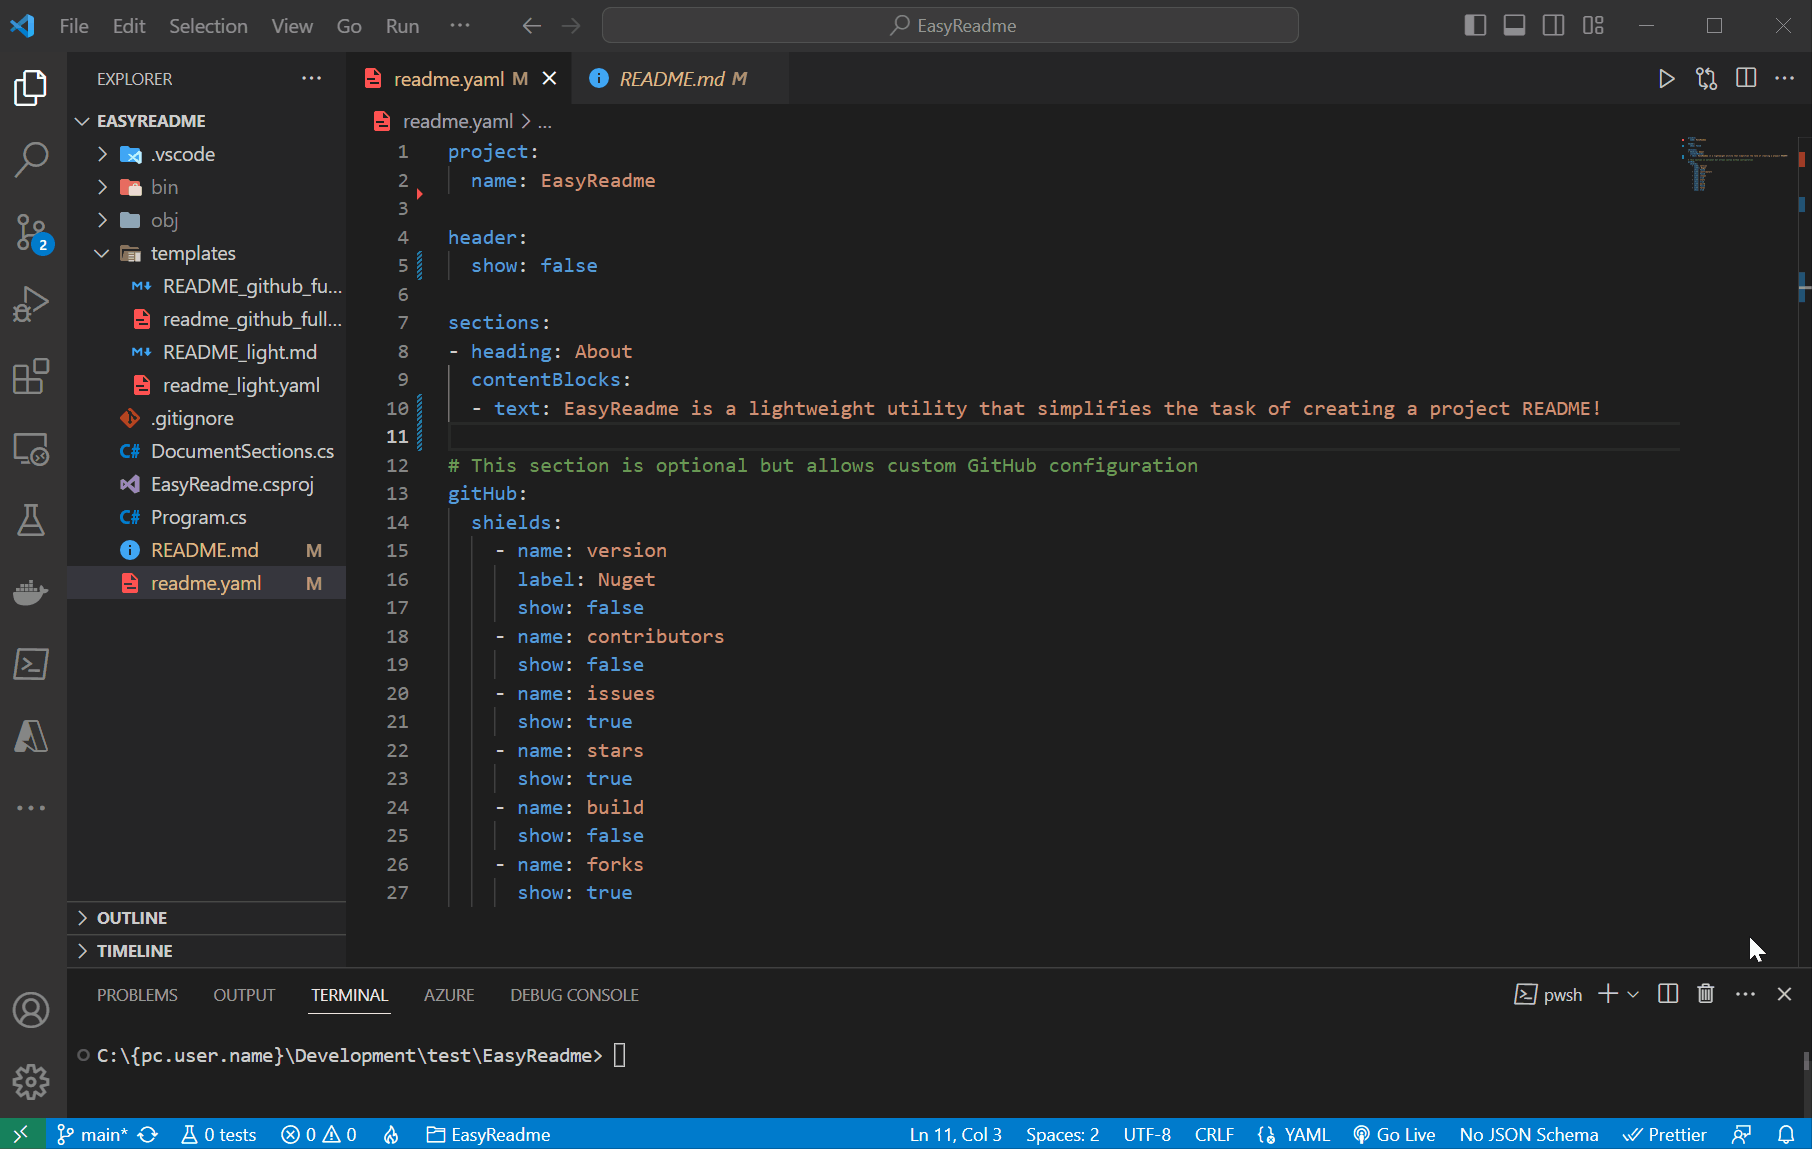 File Edit Selection View Go Run ··· EasyReadme
EXPLORER ···
EASYREADME
.vscode
bin
obj
templates
README_github_fu...
readme_github_full...
README_light.md
readme_light.yaml
.gitignore
C# DocumentSections.cs
EasyReadme.csproj
C# Program.cs
README.md M
readme.yaml M
OUTLINE
TIMELINE
2
readme.yaml M README.md M
readme.yaml > ...
1 project:
2 name: EasyReadme
3
4 header:
5 show: false
6
7 sections:
8 - heading: About
9 contentBlocks:
10 - text: EasyReadme is a lightweight utility that simplifies the task of creating a project README!
11
12 # This section is optional but allows custom GitHub configuration
13 gitHub:
14 shields:
15 - name: version
16 label: Nuget
17 show: false
18 - name: contributors
19 show: false
20 - name: issues
21 show: true
22 - name: stars
23 show: true
24 - name: build
25 show: false
26 - name: forks
27 show: true
PROBLEMS OUTPUT TERMINAL AZURE DEBUG CONSOLE pwsh
C:\{pc.user.name}\Development\test\EasyReadme>
main* 0 tests 0 0 EasyReadme Ln 11, Col 3 Spaces: 2 UTF-8 CRLF YAML Go Live No JSON Schema Prettier